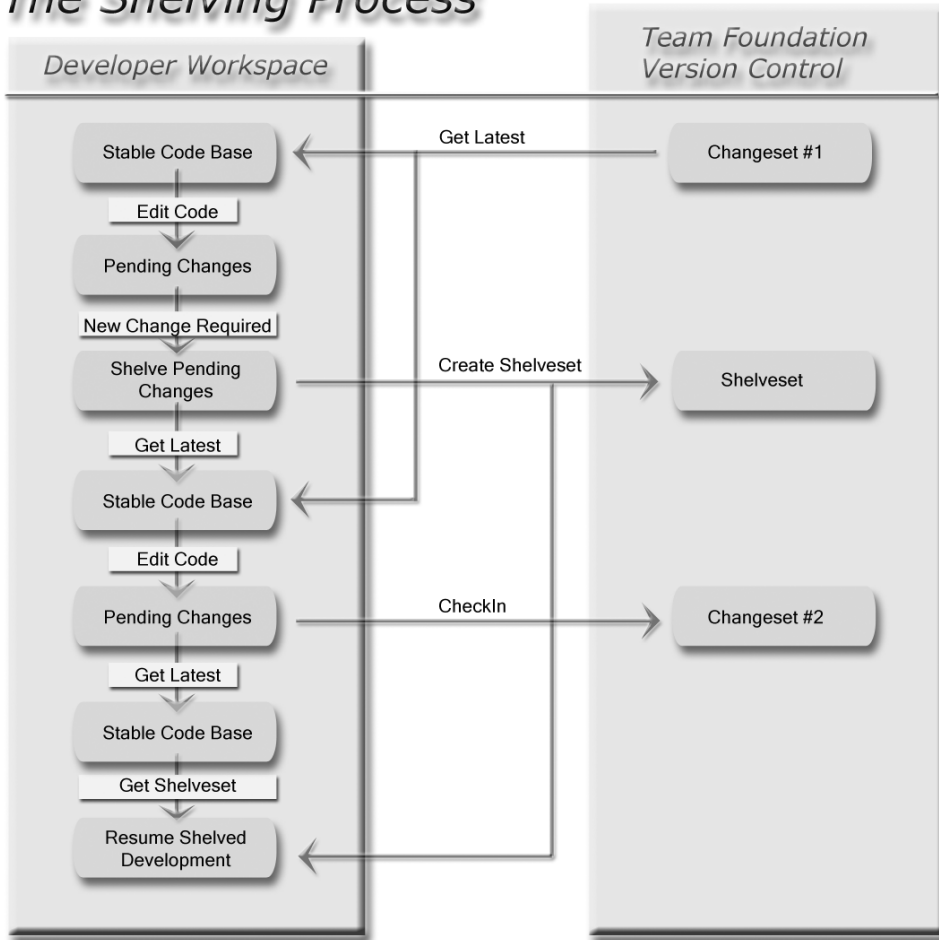 The Shelving Process
Developer Workspace
Team Foundation
Version Control
Stable Code Base
Get Latest
Changeset #1
Edit Code
Pending Changes
New Change Required
Shelve Pending
Changes
Create Shelveset
Shelveset
Get Latest
Stable Code Base
Edit Code
Pending Changes
CheckIn
Changeset #2
Get Latest
Stable Code Base
Get Shelveset
Resume Shelved
Development